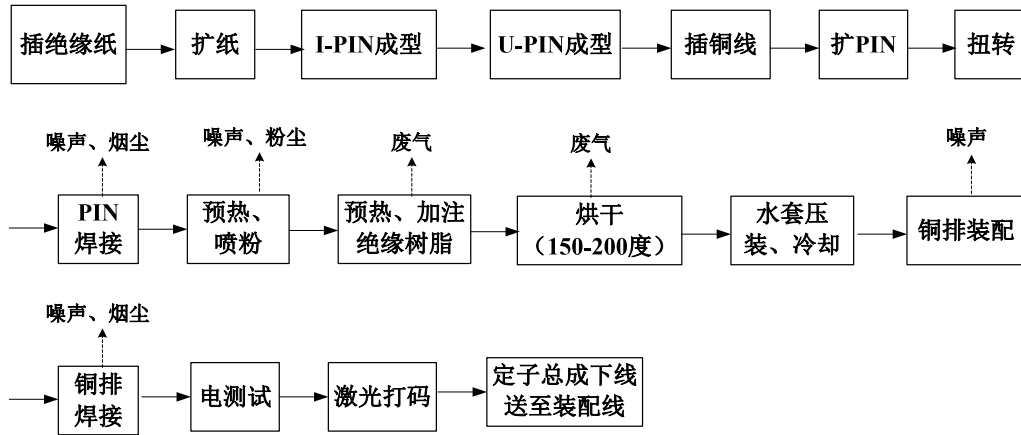 插绝缘纸
扩纸
I-PIN成型
U-PIN成型
插铜线
扩PIN
扭转
噪声、烟尘
噪声、粉尘
废气
废气
噪声
PIN
焊接
预热、
喷粉
预热、加注
绝缘树脂
烘干
（150-200度）
水套压
装、冷却
铜排装配
噪声、烟尘
铜排
焊接
电测试
激光打码
定子总成下线
送至装配线